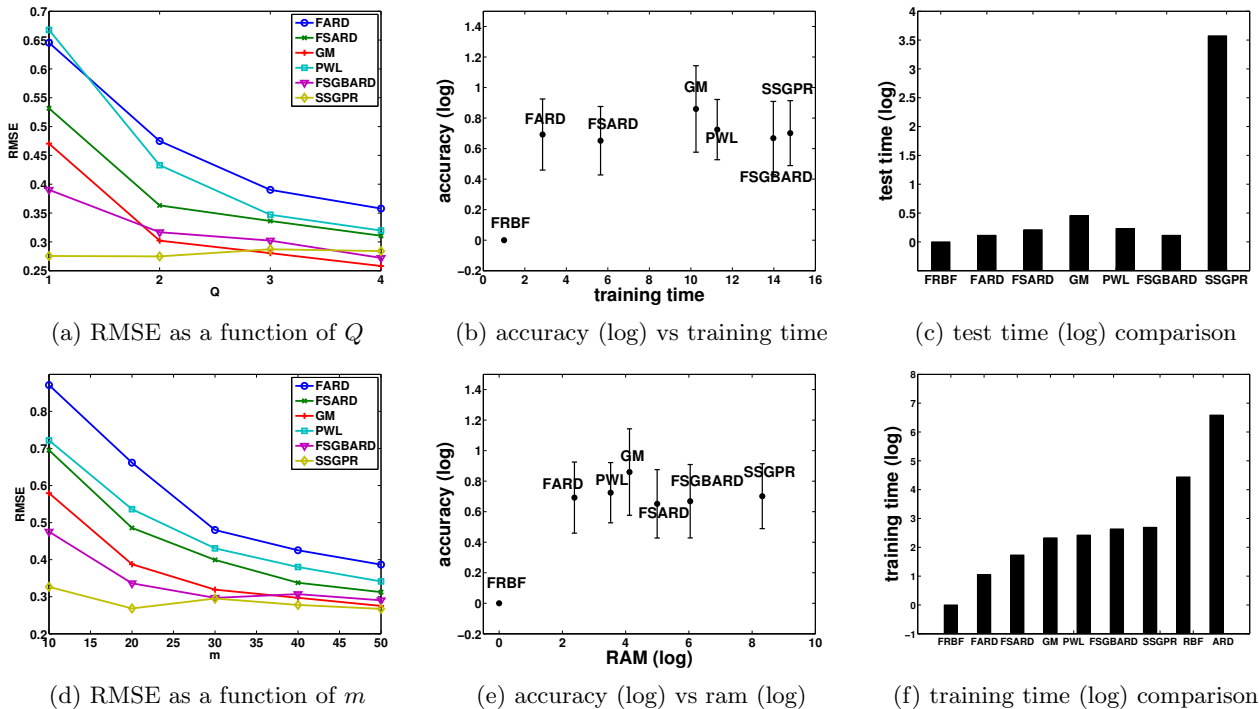 0.7
0.65
0.6
0.55
0.5
0.45
0.4
0.35
0.3
0.25
RMSE
1
2
3
4
Q
FARD
FSARD
GM
PWL
FSGBARD
SSGPR
(a) RMSE as a function of Q
1.4
1.2
1
0.8
0.6
0.4
0.2
0
−0.2
accuracy (log)
0 2 4 6 8 10 12 14 16
training time
FRBF
FARD
FSARD
GM
PWL
FSGBARD
SSGPR
(b) accuracy (log) vs training time
4
3.5
3
2.5
2
1.5
1
0.5
0
test time (log)
FRBF FARD FSARD GM PWL FSGBARD SSGPR
(c) test time (log) comparison
0.9
0.8
0.7
0.6
0.5
0.4
0.3
0.2
RMSE
10 15 20 25 30 35 40 45 50
m
FARD
FSARD
GM
PWL
FSGBARD
SSGPR
(d) RMSE as a function of m
1.4
1.2
1
0.8
0.6
0.4
0.2
0
−0.2
accuracy (log)
0 2 4 6 8 10
RAM (log)
FRBF
FARD
PWL
GM
FSARD
FSGBARD
SSGPR
(e) accuracy (log) vs ram (log)
8
7
6
5
4
3
2
1
0
−1
training time (log)
FRBF FARD FSARD GM PWL FSGBARD SSGPR RBF ARD
(f) training time (log) comparison